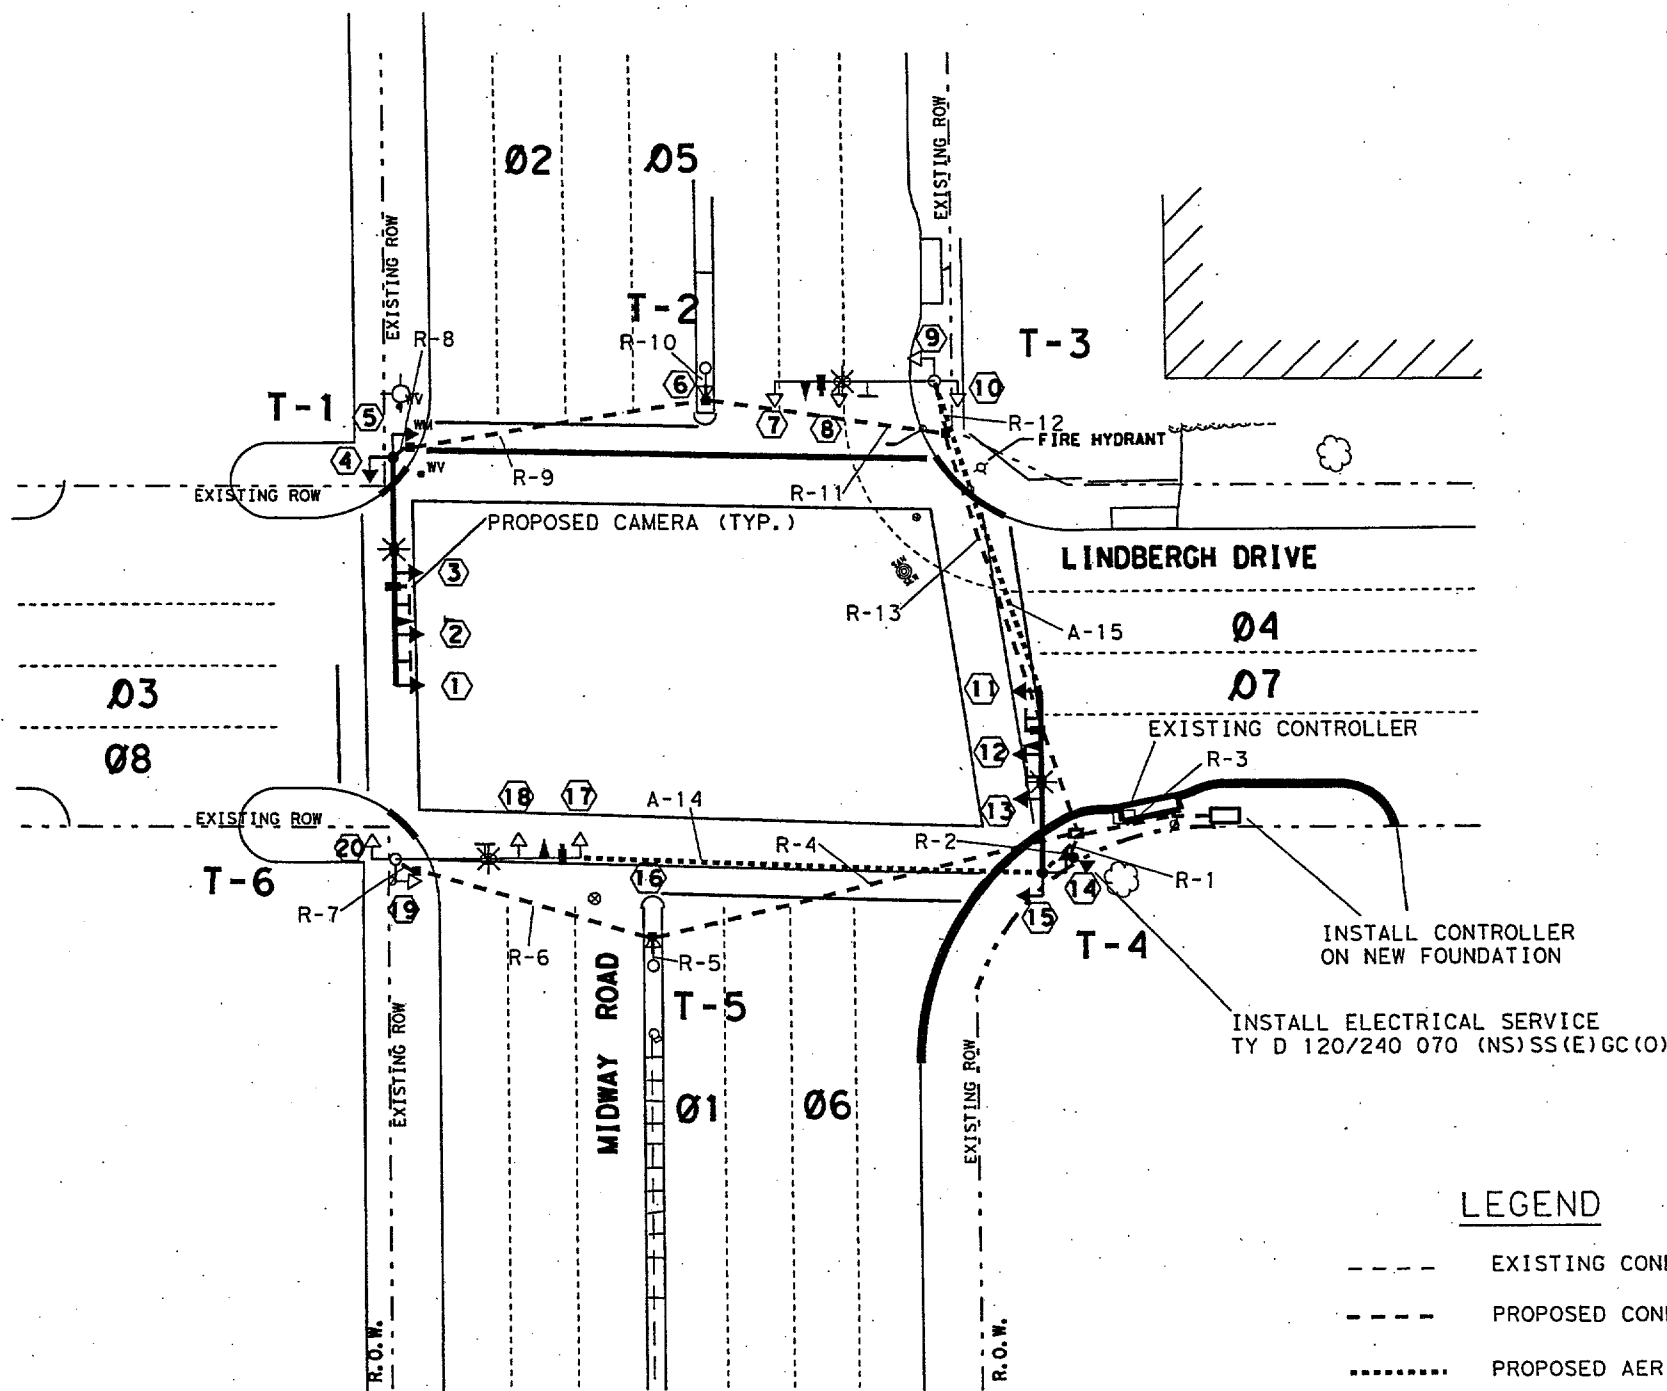 Ø2
Ø5
EXISTING ROW
EXISTING ROW
T-2
R-8
R-10
9
T-3
6
10
T-1
5
WV
7
8
R-12
FIRE HYDRANT
WM
4
WV
R-9
R-11
EXISTING ROW
PROPOSED CAMERA (TYP.)
LINDBERGH DRIVE
3
SAN
SEW
R-13
A-15
Ø4
2
1
11
Ø3
Ø7
EXISTING CONTROLLER
12
R-3
Ø8
18
17
A-14
13
EXISTING ROW
20
R-4
R-2
T-6
16
14
R-1
R-7
19
15
INSTALL CONTROLLER
ON NEW FOUNDATION
R-6
R-5
T-4
T-5
MIDWAY ROAD
INSTALL ELECTRICAL SERVICE
TY D 120/240 070 (NS)SS(E)GC(O)
EXISTING ROW
EXISTING ROW
Ø1
Ø6
LEGEND
EXISTING CON
PROPOSED CON
PROPOSED AER
R.O.W.
R.O.W.